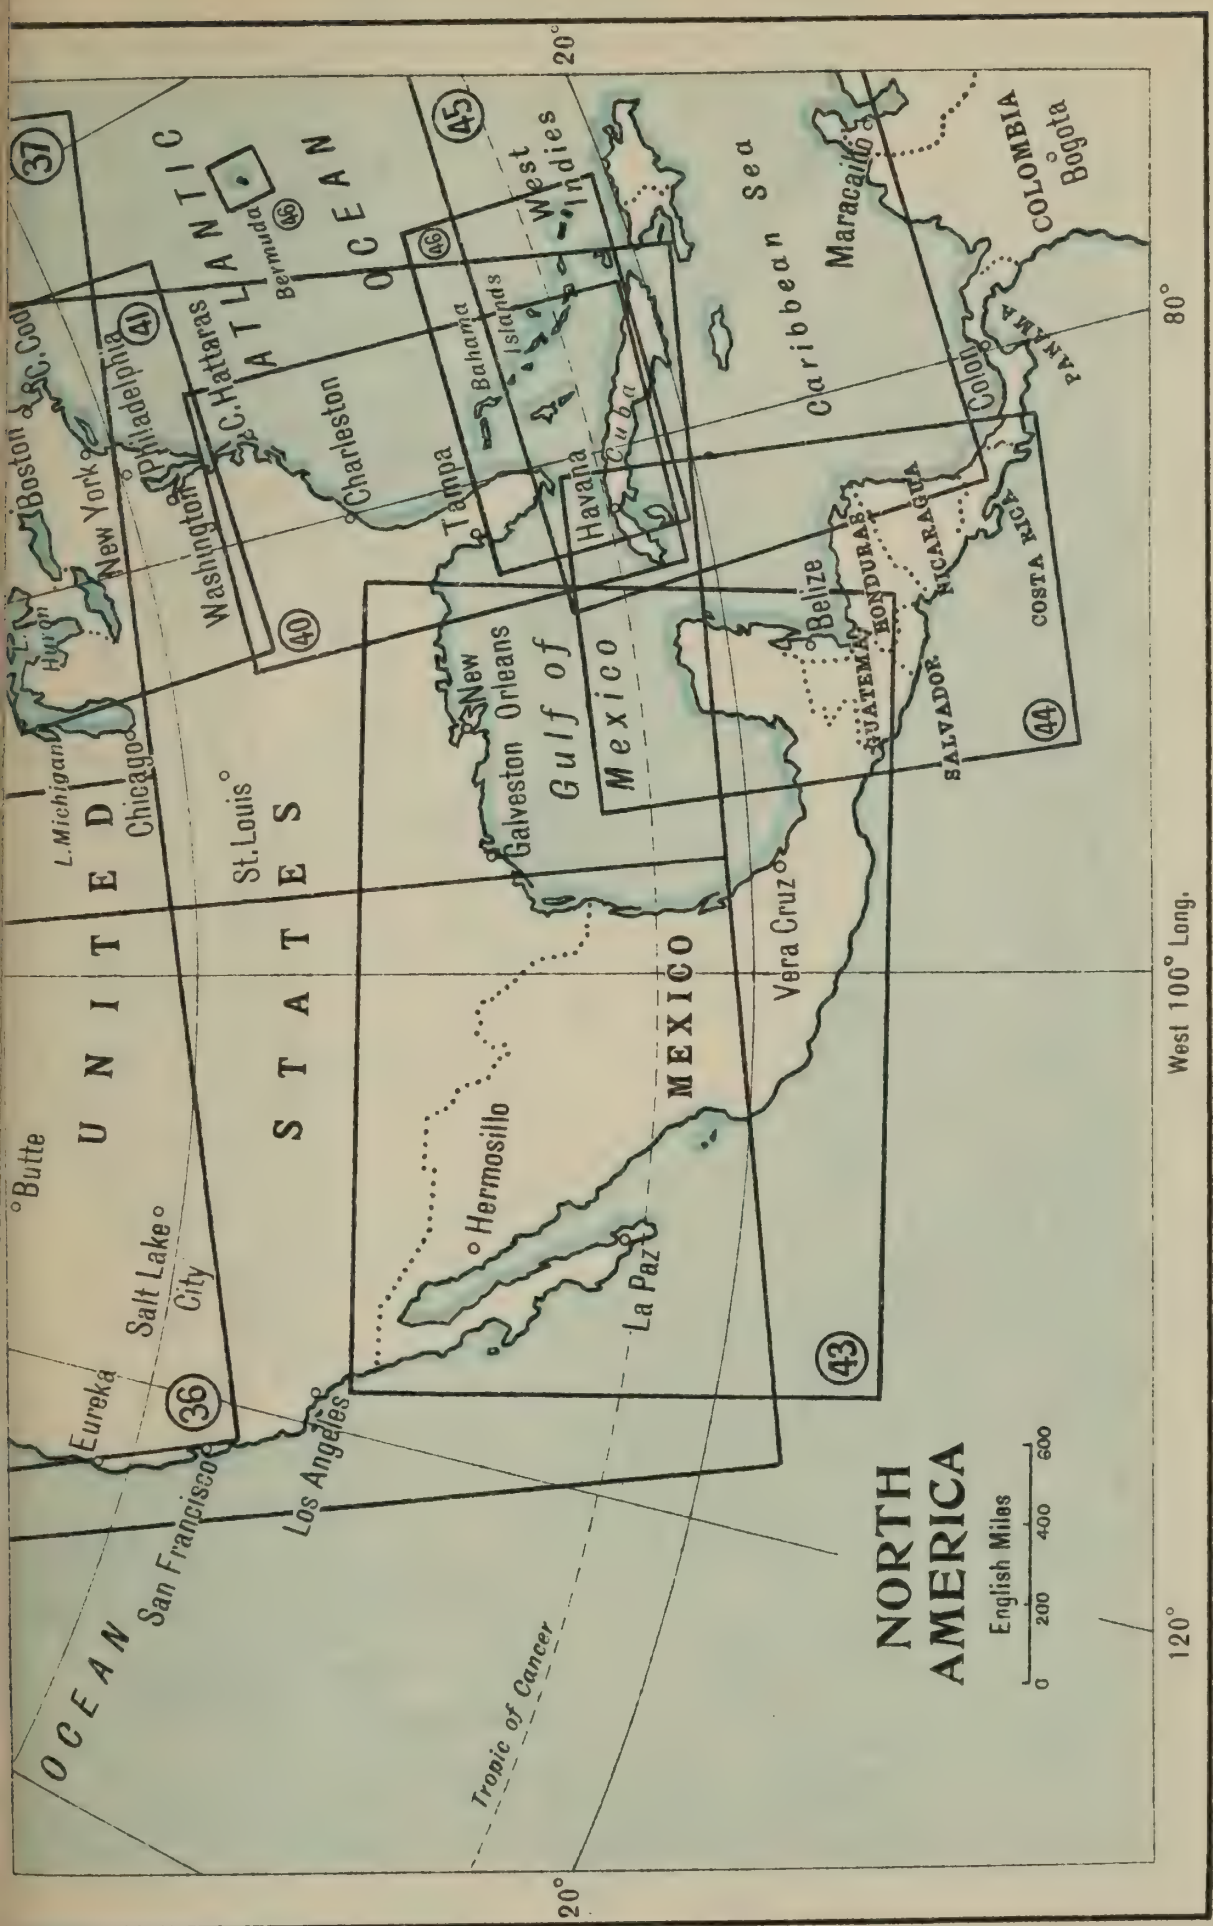 37
Boston
C. Cod
L. Huron
New York
Philadelphia
41
Washington
C. Hattaras
ATLANTIC
OCEAN
Bermuda
46
L. Michigan
Chicago
°Butte
UNITED
STATES
St. Louis
40
Charleston
Salt Lake
City
Eureka
36
San Francisco
Los Angeles
OCEAN
45
20°
46
Tampa
Bahama
Islands
West
Indies
New
Orleans
Galveston
Gulf of
Mexico
Havana
Cuba
Hermosillo
MEXICO
La Paz
Vera Cruz
Caribbean Sea
Belize
GUATEMALA
HONDURAS
SALVADOR
NICARAGUA
COSTA RICA
44
Colon
PANAMA
Maracaibo
COLOMBIA
Bogota
43
Tropic of Cancer
20°
NORTH
AMERICA
English Miles
0 200 400 600
120°
West 100° Long.
80°